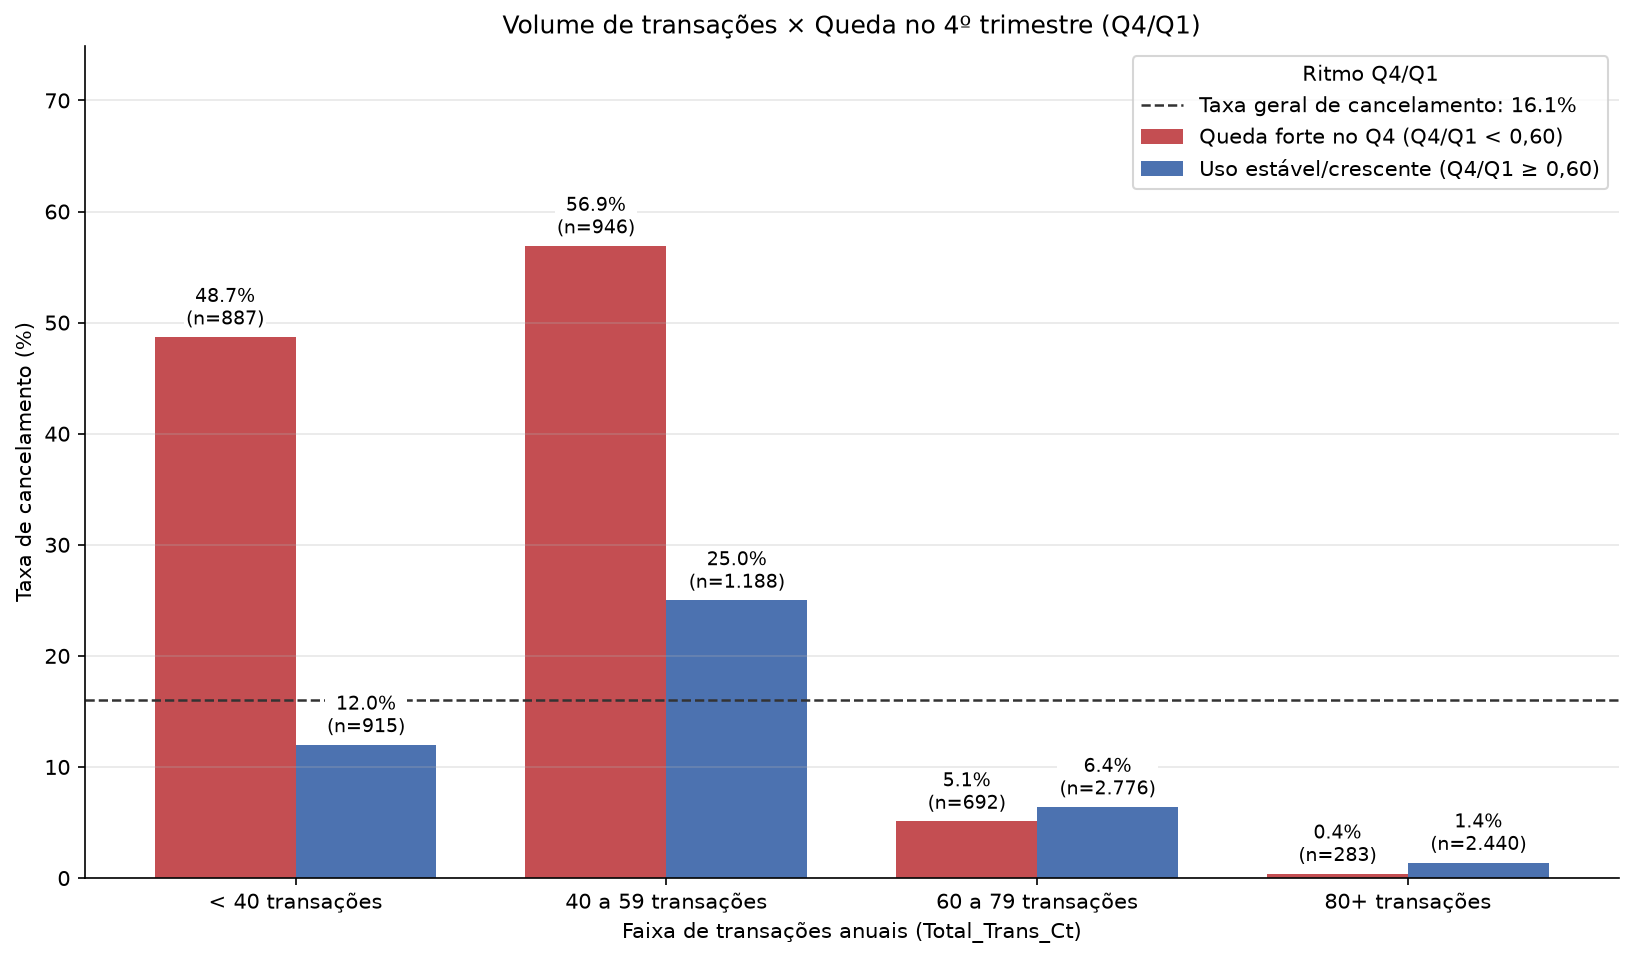 Volume de transações × Queda no 4º trimestre (Q4/Q1)
Ritmo Q4/Q1
Taxa geral de cancelamento: 16.1%
Queda forte no Q4 (Q4/Q1 < 0,60)
Uso estável/crescente (Q4/Q1 ≥ 0,60)
Taxa de cancelamento (%)
70
60
50
40
30
20
10
0
48.7%
(n=887)
12.0%
(n=915)
56.9%
(n=946)
25.0%
(n=1.188)
5.1%
(n=692)
6.4%
(n=2.776)
0.4%
(n=283)
1.4%
(n=2.440)
< 40 transações
40 a 59 transações
60 a 79 transações
80+ transações
Faixa de transações anuais (Total_Trans_Ct)